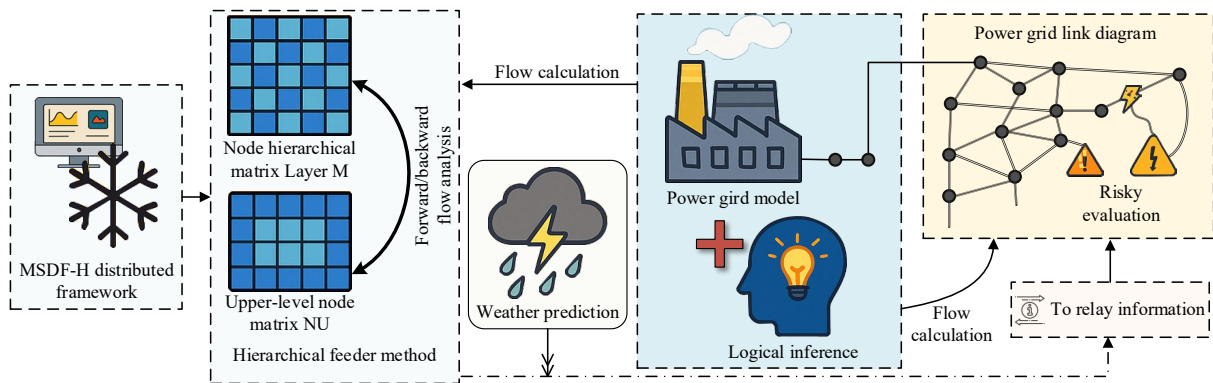 MSDF-H distributed
framework
Node hierarchical
matrix Layer M
Upper-level node
matrix NU
Forward/backward
flow analysis
Hierarchical feeder method
Flow calculation
Weather prediction
Power gird model
Logical inference
Power grid link diagram
Risky
evaluation
Flow
calculation
To relay information